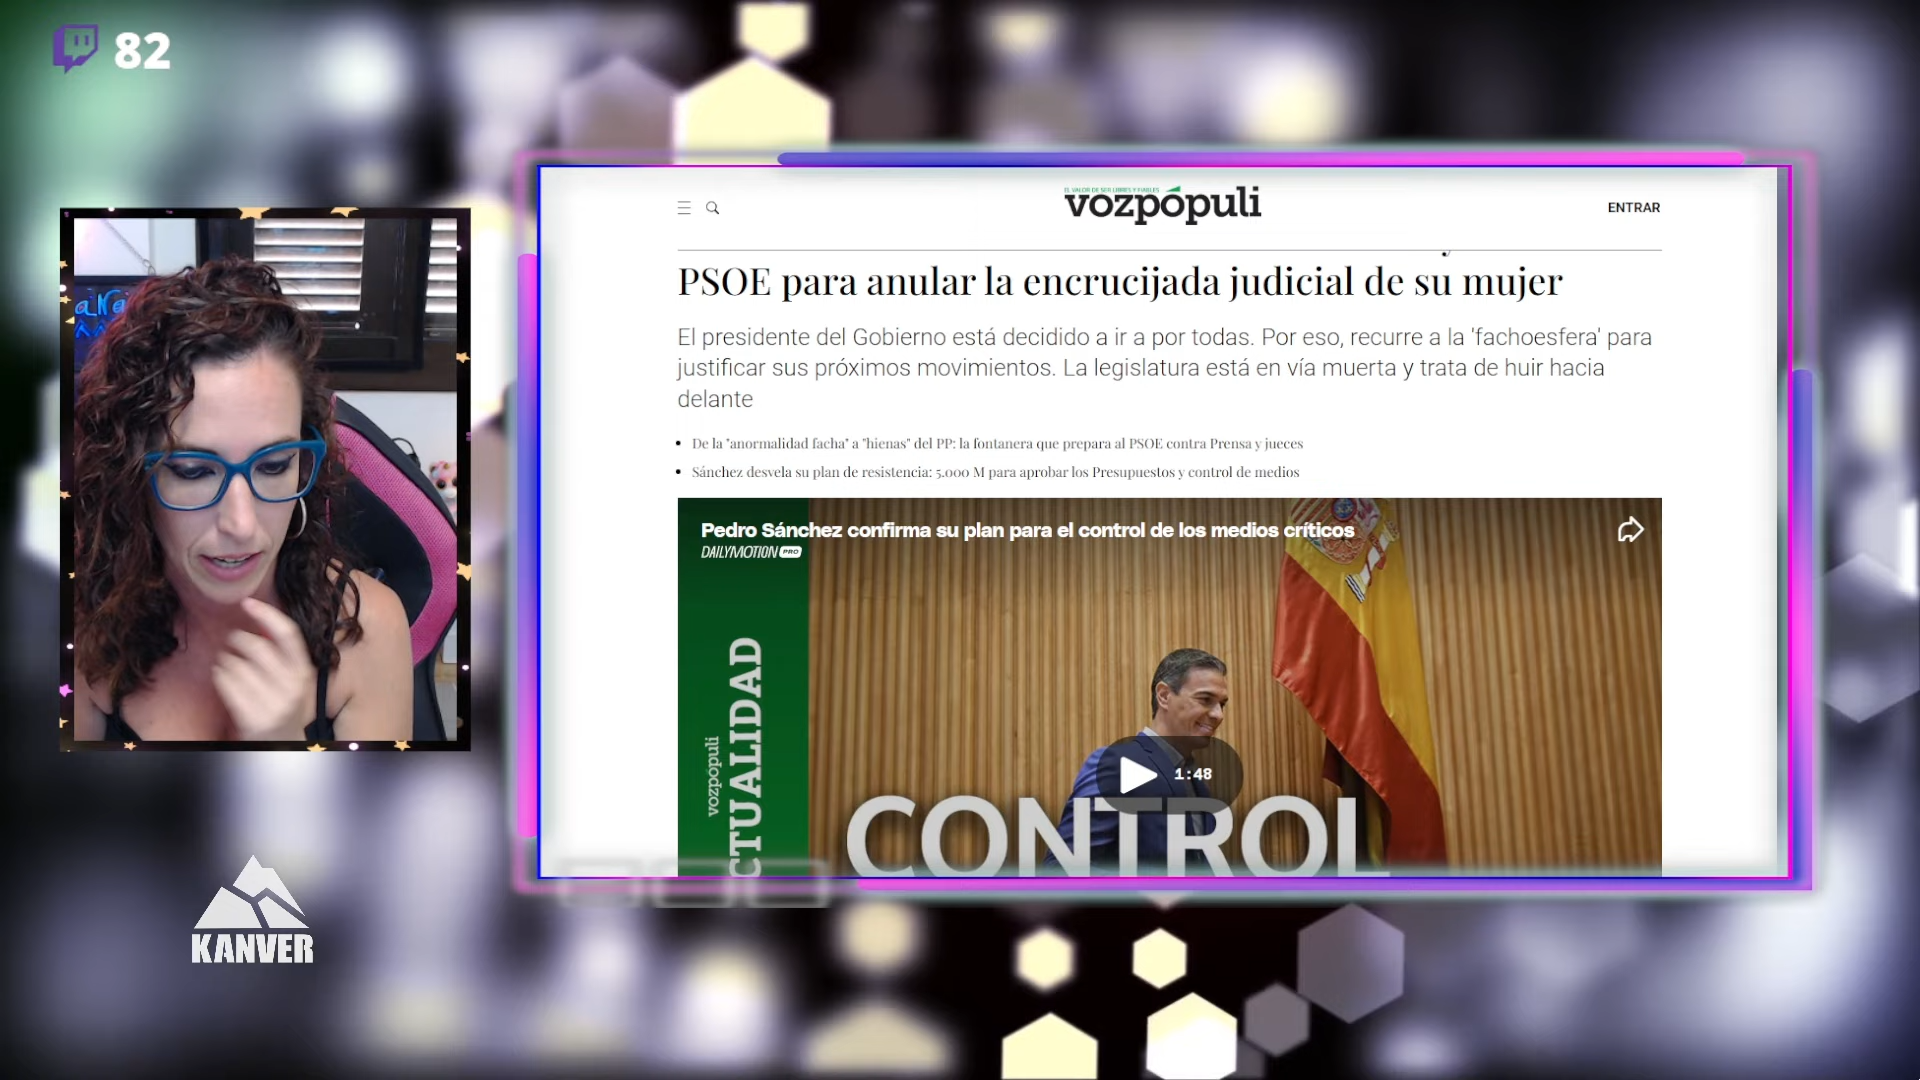 82
EL VALOR DE SER LIBRES Y FIABLES
vozpópuli
ENTRAR
PSOE para anular la encrucijada judicial de su mujer
El presidente del Gobierno está decidido a ir a por todas. Por eso, recurre a la 'fachoesfera' para
justificar sus próximos movimientos. La legislatura está en vía muerta y trata de huir hacia
delante
De la "anormalidad facha" a "hienas" del PP: la fontanera que prepara al PSOE contra Prensa y jueces
Sánchez desvela su plan de resistencia: 5.000 M para aprobar los Presupuestos y control de medios
Pedro Sánchez confirma su plan para el control de los medios críticos
DAILYMOTION PRO
vozpópuli
CTUALIDAD
1:48
CONTROL
KANVER